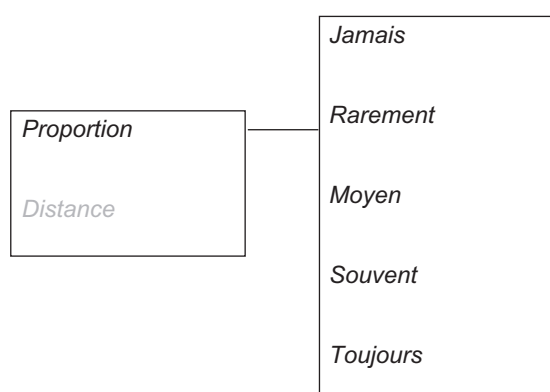 Proportion
Distance
Jamais
Rarement
Moyen
Souvent
Toujours